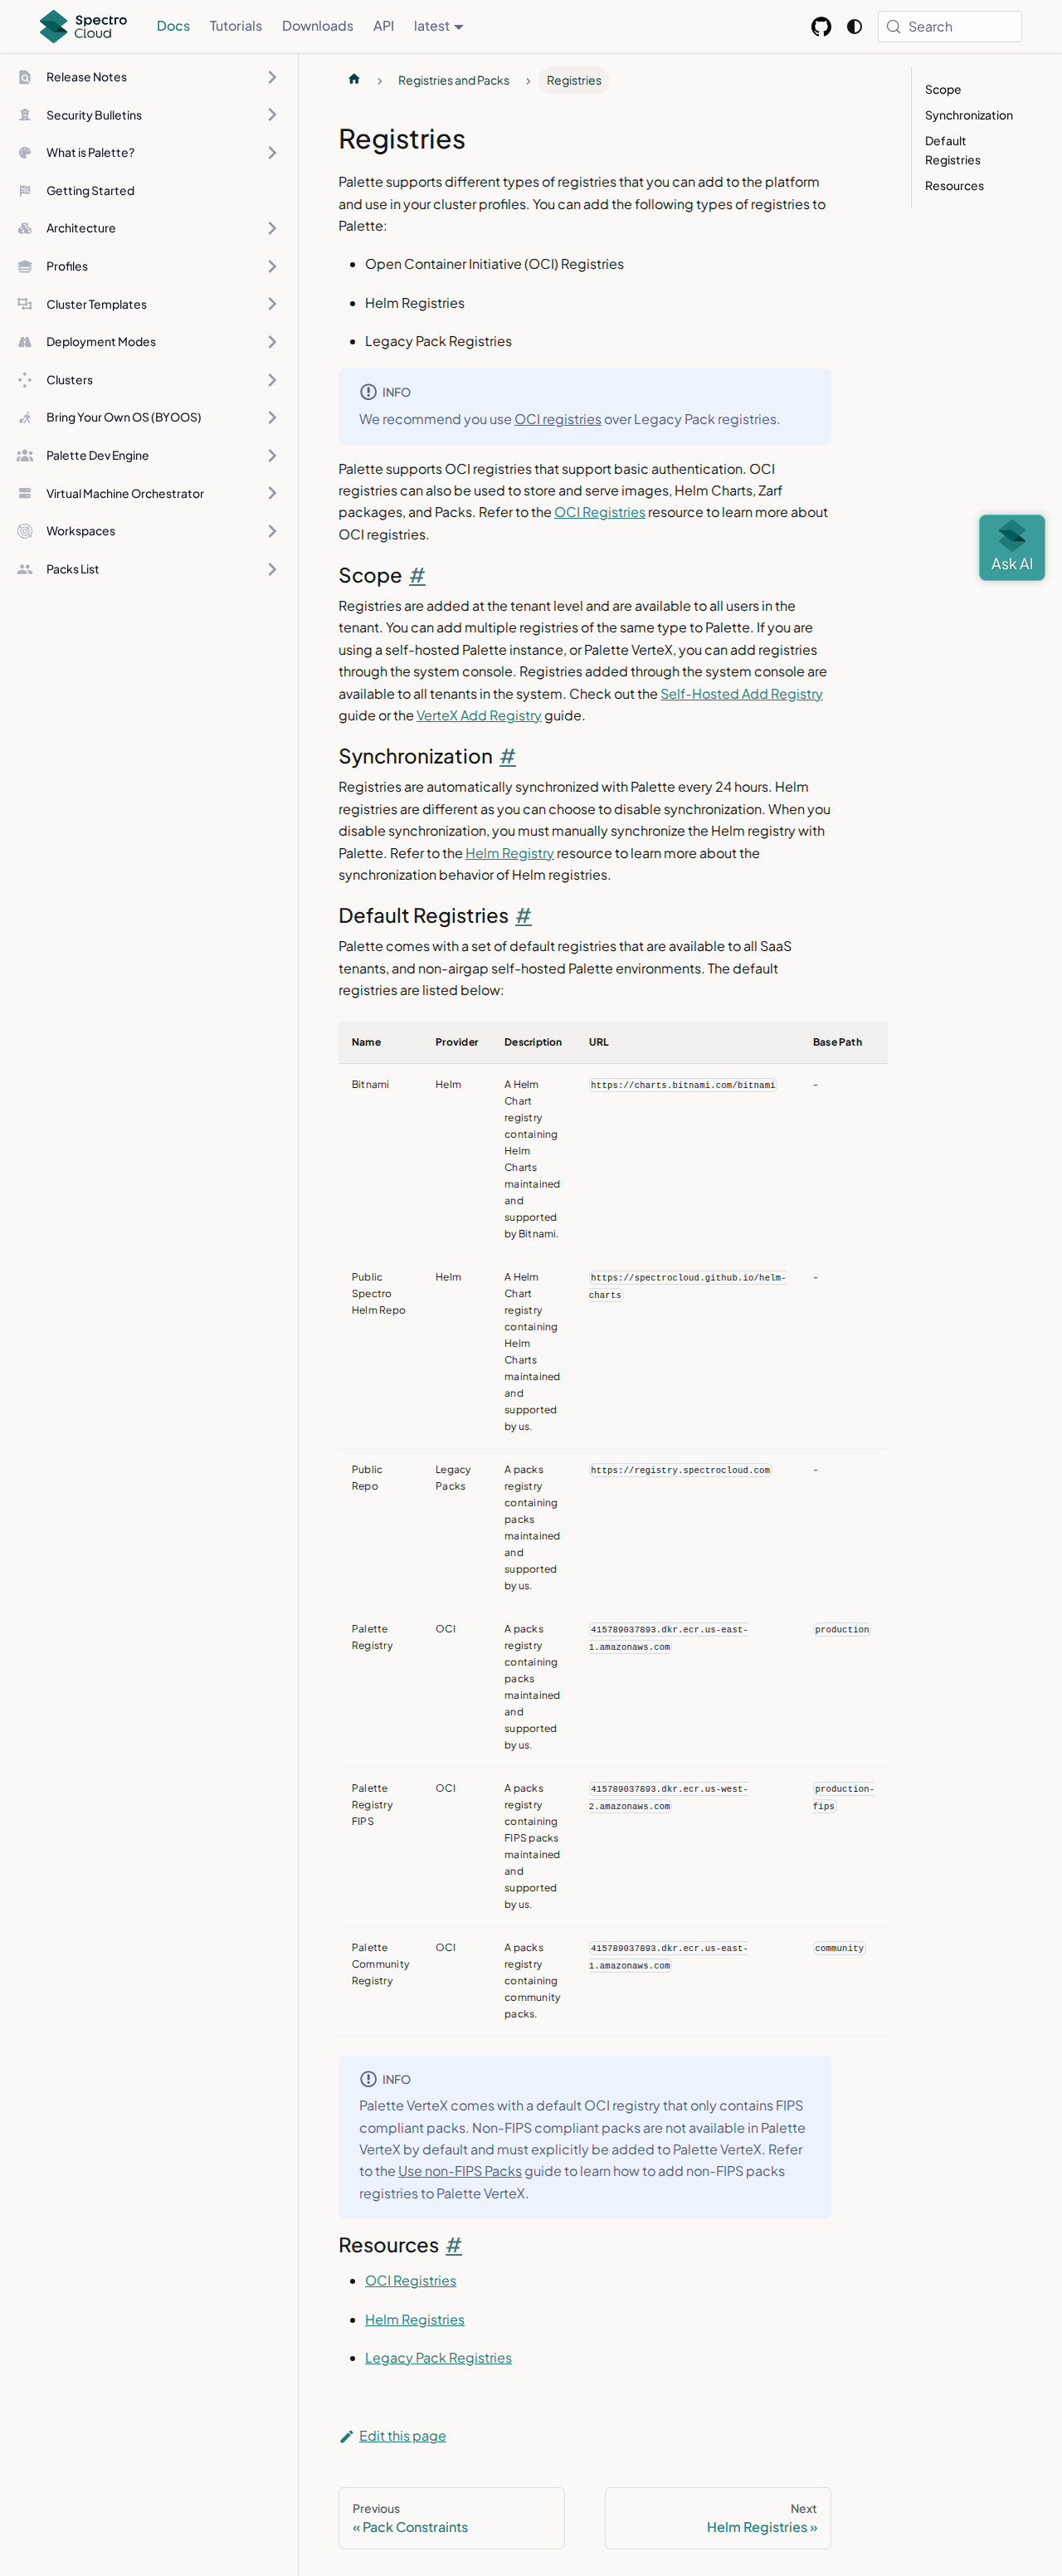 Spectro Cloud
Docs
Tutorials
Downloads
API
latest
Search
Release Notes
Security Bulletins
What is Palette?
Getting Started
Architecture
Profiles
Cluster Templates
Deployment Modes
Clusters
Bring Your Own OS (BYOOS)
Palette Dev Engine
Virtual Machine Orchestrator
Workspaces
Packs List
Registries and Packs
Registries
Scope
Synchronization
Default
Registries
Resources
Registries
Palette supports different types of registries that you can add to the platform
and use in your cluster profiles. You can add the following types of registries to
Palette:
Open Container Initiative (OCI) Registries
Helm Registries
Legacy Pack Registries
INFO
We recommend you use OCI registries over Legacy Pack registries.
Palette supports OCI registries that support basic authentication. OCI
registries can also be used to store and serve images, Helm Charts, Zarf
packages, and Packs. Refer to the OCI Registries resource to learn more about
OCI registries.
Ask AI
Scope #
Registries are added at the tenant level and are available to all users in the
tenant. You can add multiple registries of the same type to Palette. If you are
using a self-hosted Palette instance, or Palette VerteX, you can add registries
through the system console. Registries added through the system console are
available to all tenants in the system. Check out the Self-Hosted Add Registry
guide or the VerteX Add Registry guide.
Synchronization #
Registries are automatically synchronized with Palette every 24 hours. Helm
registries are different as you can choose to disable synchronization. When you
disable synchronization, you must manually synchronize the Helm registry with
Palette. Refer to the Helm Registry resource to learn more about the
synchronization behavior of Helm registries.
Default Registries #
Palette comes with a set of default registries that are available to all SaaS
tenants, and non-airgap self-hosted Palette environments. The default
registries are listed below:
Name Provider Description URL Base Path
Bitnami
Helm
A Helm
Chart
registry
containing
Helm
Charts
maintained
and
supported
by Bitnami.
https://charts.bitnami.com/bitnami
-
Public
Spectro
Helm Repo
Helm
A Helm
Chart
registry
containing
Helm
Charts
maintained
and
supported
by us.
https://spectrocloud.github.io/helm-
charts
-
Public
Repo
Legacy
Packs
A packs
registry
containing
packs
maintained
and
supported
by us.
https://registry.spectrocloud.com
-
Palette
Registry
OCI
A packs
registry
containing
packs
maintained
and
supported
by us.
415789037893.dkr.ecr.us-east-
1.amazonaws.com
production
Palette
Registry
FIPS
OCI
A packs
registry
containing
FIPS packs
maintained
and
supported
by us.
415789037893.dkr.ecr.us-west-
2.amazonaws.com
production-
fips
Palette
Community
Registry
OCI
A packs
registry
containing
community
packs.
415789037893.dkr.ecr.us-east-
1.amazonaws.com
community
INFO
Palette VerteX comes with a default OCI registry that only contains FIPS
compliant packs. Non-FIPS compliant packs are not available in Palette
VerteX by default and must explicitly be added to Palette VerteX. Refer
to the Use non-FIPS Packs guide to learn how to add non-FIPS packs
registries to Palette VerteX.
Resources #
OCI Registries
Helm Registries
Legacy Pack Registries
Edit this page
Previous
« Pack Constraints
Next
Helm Registries »